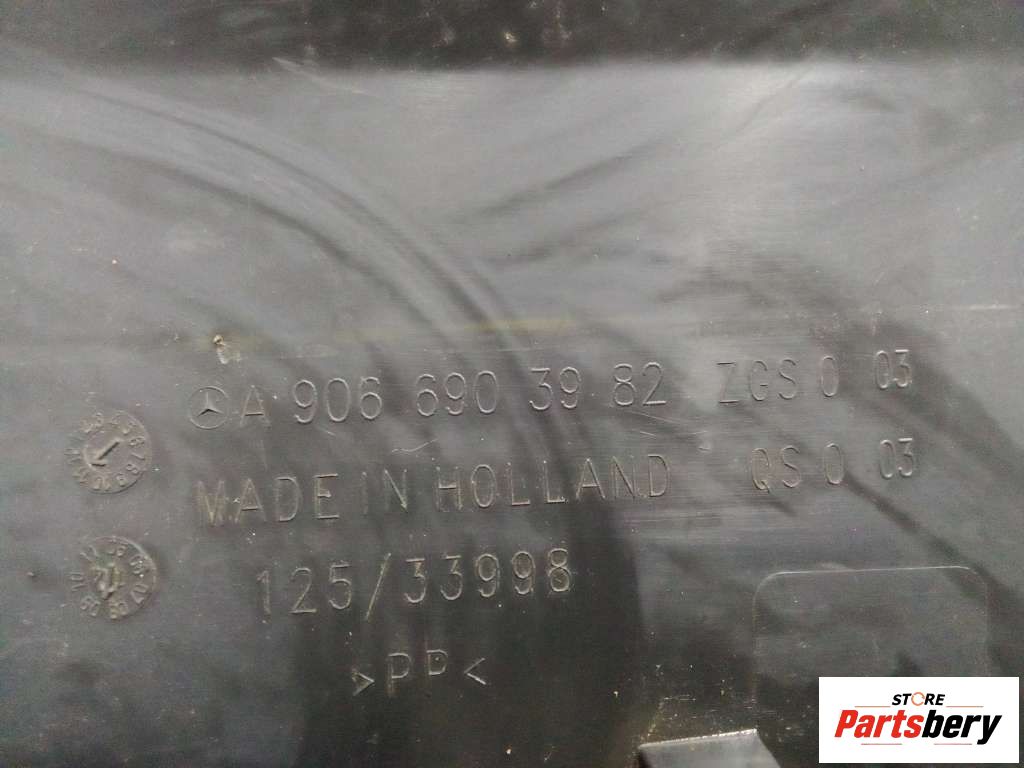 A 906 690 39 82 ZGS 0 03
MADE IN HOLLAND QS 0 03
125/33998
>PP<
STORE
Partsbery